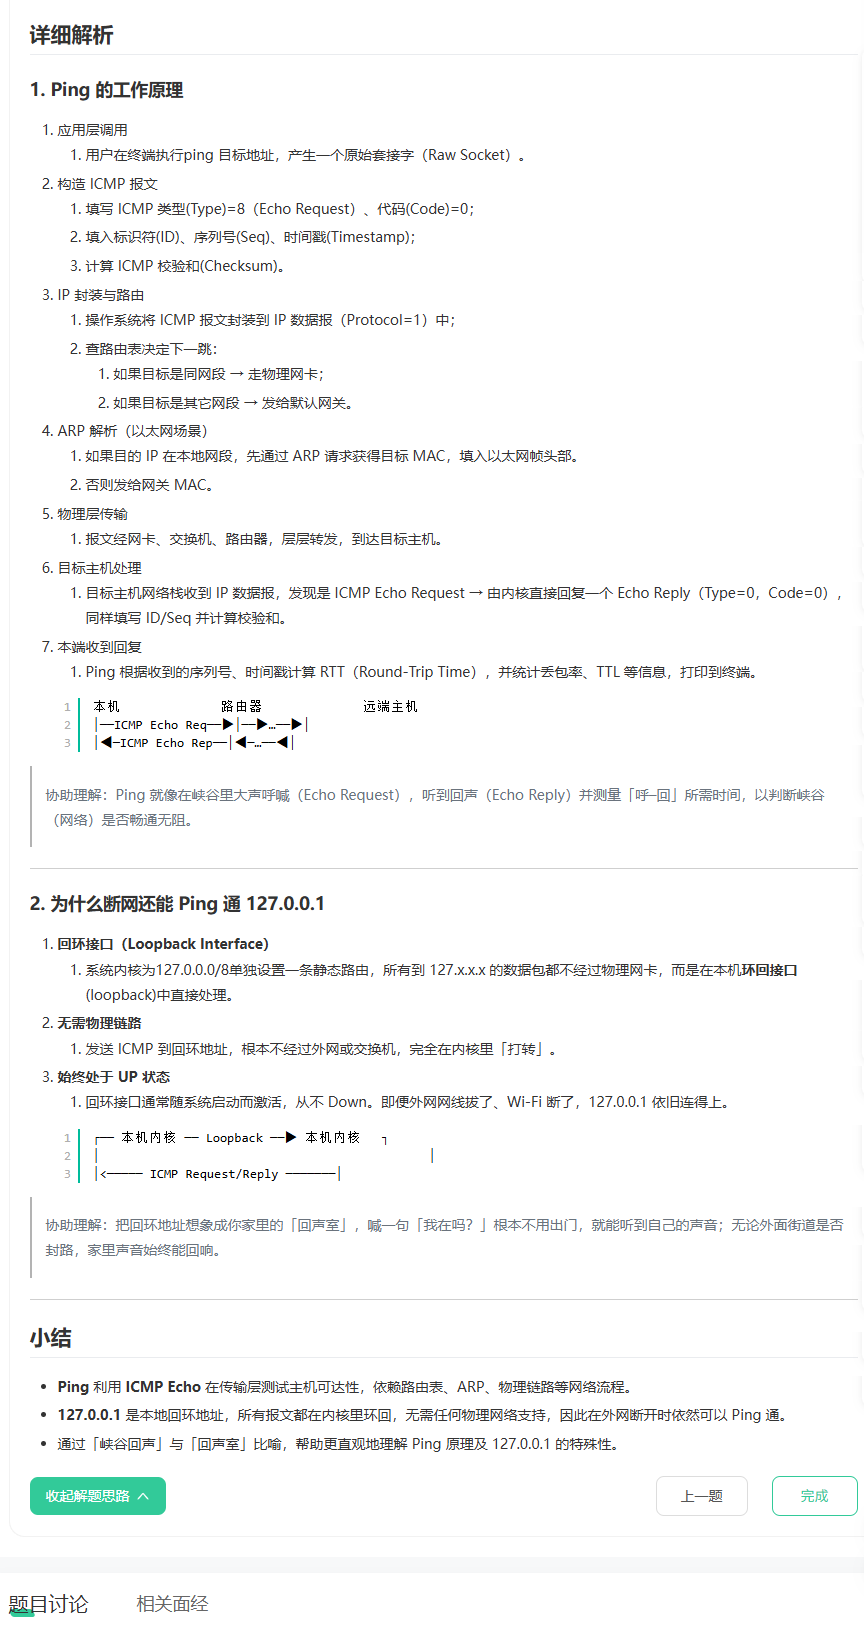 详细解析
1. Ping 的工作原理
1. 应用层调用
1. 用户在终端执行ping 目标地址，产生一个原始套接字（Raw Socket）。
2. 构造 ICMP 报文
1. 填写 ICMP 类型(Type)=8（Echo Request）、代码(Code)=0；
2. 填入标识符(ID)、序列号(Seq)、时间戳(Timestamp)；
3. 计算 ICMP 校验和(Checksum)。
3. IP 封装与路由
1. 操作系统将 ICMP 报文封装到 IP 数据报（Protocol=1）中；
2. 查路由表决定下一跳：
1. 如果目标是同网段 → 走物理网卡；
2. 如果目标是其它网段 → 发给默认网关。
4. ARP 解析（以太网场景）
1. 如果目的 IP 在本地网段，先通过 ARP 请求获得目标 MAC，填入以太网帧头部。
2. 否则发给网关 MAC。
5. 物理层传输
1. 报文经网卡、交换机、路由器，层层转发，到达目标主机。
6. 目标主机处理
1. 目标主机网络栈收到 IP 数据报，发现是 ICMP Echo Request → 由内核直接回复一个 Echo Reply（Type=0，Code=0），
同样填写 ID/Seq 并计算校验和。
7. 本端收到回复
1. Ping 根据收到的序列号、时间戳计算 RTT（Round-Trip Time），并统计丢包率、TTL 等信息，打印到终端。
1 本机 路由器 远端主机
2 |──ICMP Echo Req──▶|──▶…──▶|
3 |◀─ICMP Echo Rep──|◀─…──◀|
协助理解：Ping 就像在峡谷里大声呼喊（Echo Request），听到回声（Echo Reply）并测量「呼–回」所需时间，以判断峡谷
（网络）是否畅通无阻。
2. 为什么断网还能 Ping 通 127.0.0.1
1. 回环接口（Loopback Interface）
1. 系统内核为127.0.0.0/8单独设置一条静态路由，所有到 127.x.x.x 的数据包都不经过物理网卡，而是在本机环回接口
(loopback)中直接处理。
2. 无需物理链路
1. 发送 ICMP 到回环地址，根本不经过外网或交换机，完全在内核里「打转」。
3. 始终处于 UP 状态
1. 回环接口通常随系统启动而激活，从不 Down。即便外网网线拔了、Wi-Fi 断了，127.0.0.1 依旧连得上。
1 ┌── 本机内核 ── Loopback ──▶ 本机内核 ┐
2 │ │
3 │<───── ICMP Request/Reply ───────│
协助理解：把回环地址想象成你家里的「回声室」，喊一句「我在吗？」根本不用出门，就能听到自己的声音；无论外面街道是否
封路，家里声音始终能回响。
小结
• Ping 利用 ICMP Echo 在传输层测试主机可达性，依赖路由表、ARP、物理链路等网络流程。
• 127.0.0.1 是本地回环地址，所有报文都在内核里环回，无需任何物理网络支持，因此在外网断开时依然可以 Ping 通。
• 通过「峡谷回声」与「回声室」比喻，帮助更直观地理解 Ping 原理及 127.0.0.1 的特殊性。
收起解题思路 上一题 完成
题目讨论 相关面经